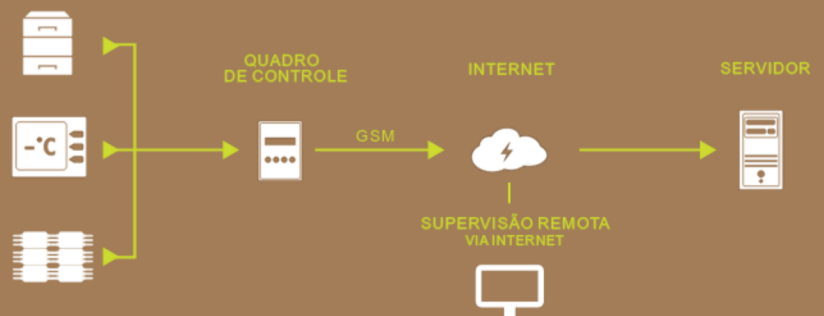 QUADRO
DE CONTROLE
INTERNET
SERVIDOR
-°C
GSM
SUPERVISÃO REMOTA
VIA INTERNET